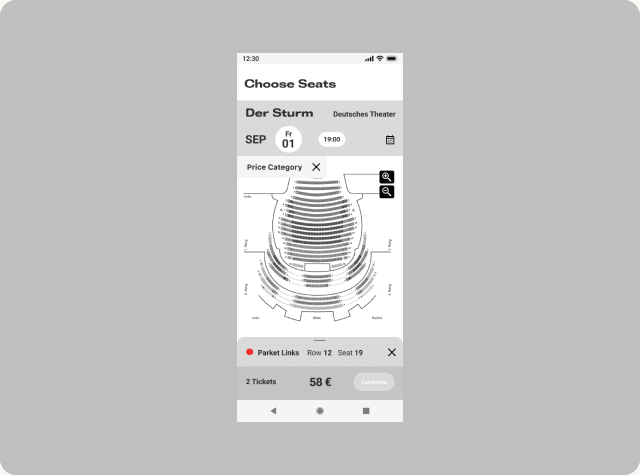 12:30
Choose Seats
Der Sturm Deutsches Theater
SEP Fr 01 19:00
Price Category
Links
1. Rang 1. Rang
2. Rang 2. Rang
Links Mitte Rechts
Parket Links Row 12 Seat 19
2 Tickets 58 € Continue